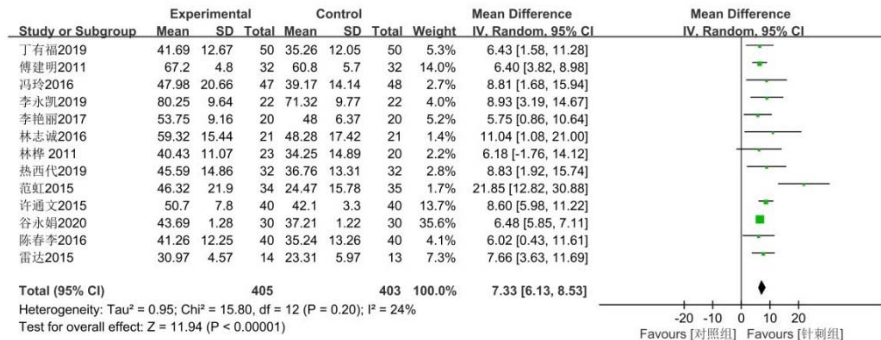 Experimental Control Mean Difference Mean Difference
Study or Subgroup Mean SD Total Mean SD Total Weight IV. Random. 95% CI IV. Random. 95% CI
丁有福2019 41.69 12.67 50 35.26 12.05 50 5.3% 6.43 [1.58, 11.28]
傅建明2011 67.2 4.8 32 60.8 5.7 32 14.0% 6.40 [3.82, 8.98]
冯玲2016 47.98 20.66 47 39.17 14.14 48 2.6% 8.81 [1.68, 15.94]
李永凯2019 80.25 9.64 22 71.32 9.77 22 3.9% 8.93 [3.19, 14.67]
李艳丽2017 53.75 9.16 20 48 6.37 20 5.2% 5.75 [0.86, 10.64]
林志诚2016 59.32 15.44 21 48.28 17.42 21 1.4% 11.04 [1.08, 21.00]
林桦 2011 40.43 11.07 23 34.25 14.89 20 2.2% 6.18 [-1.76, 14.12]
热西代2019 45.59 14.86 32 36.76 13.31 32 2.8% 8.83 [1.92, 15.74]
范虹2015 46.32 21.9 34 24.47 15.78 35 1.7% 21.85 [12.82, 30.88]
许通文2015 50.7 7.8 40 42.1 3.3 40 13.7% 8.60 [5.98, 11.22]
谷永娟2020 43.69 1.28 30 37.21 1.22 30 35.6% 6.48 [5.85, 7.11]
陈春李2016 41.26 12.25 40 35.24 13.26 40 4.1% 6.02 [0.43, 11.61]
雷达2015 30.97 4.57 14 23.31 5.97 13 7.3% 7.66 [3.63, 11.69]
Total (95% CI) 405 403 100.0% 7.33 [6.13, 8.53]
Heterogeneity: Tau² = 0.95; Chi² = 15.80, df = 12 (P = 0.20); I² = 24%
Test for overall effect: Z = 11.94 (P < 0.00001)
-20 -10 0 10 20
Favours [对照组] Favours [针刺组]